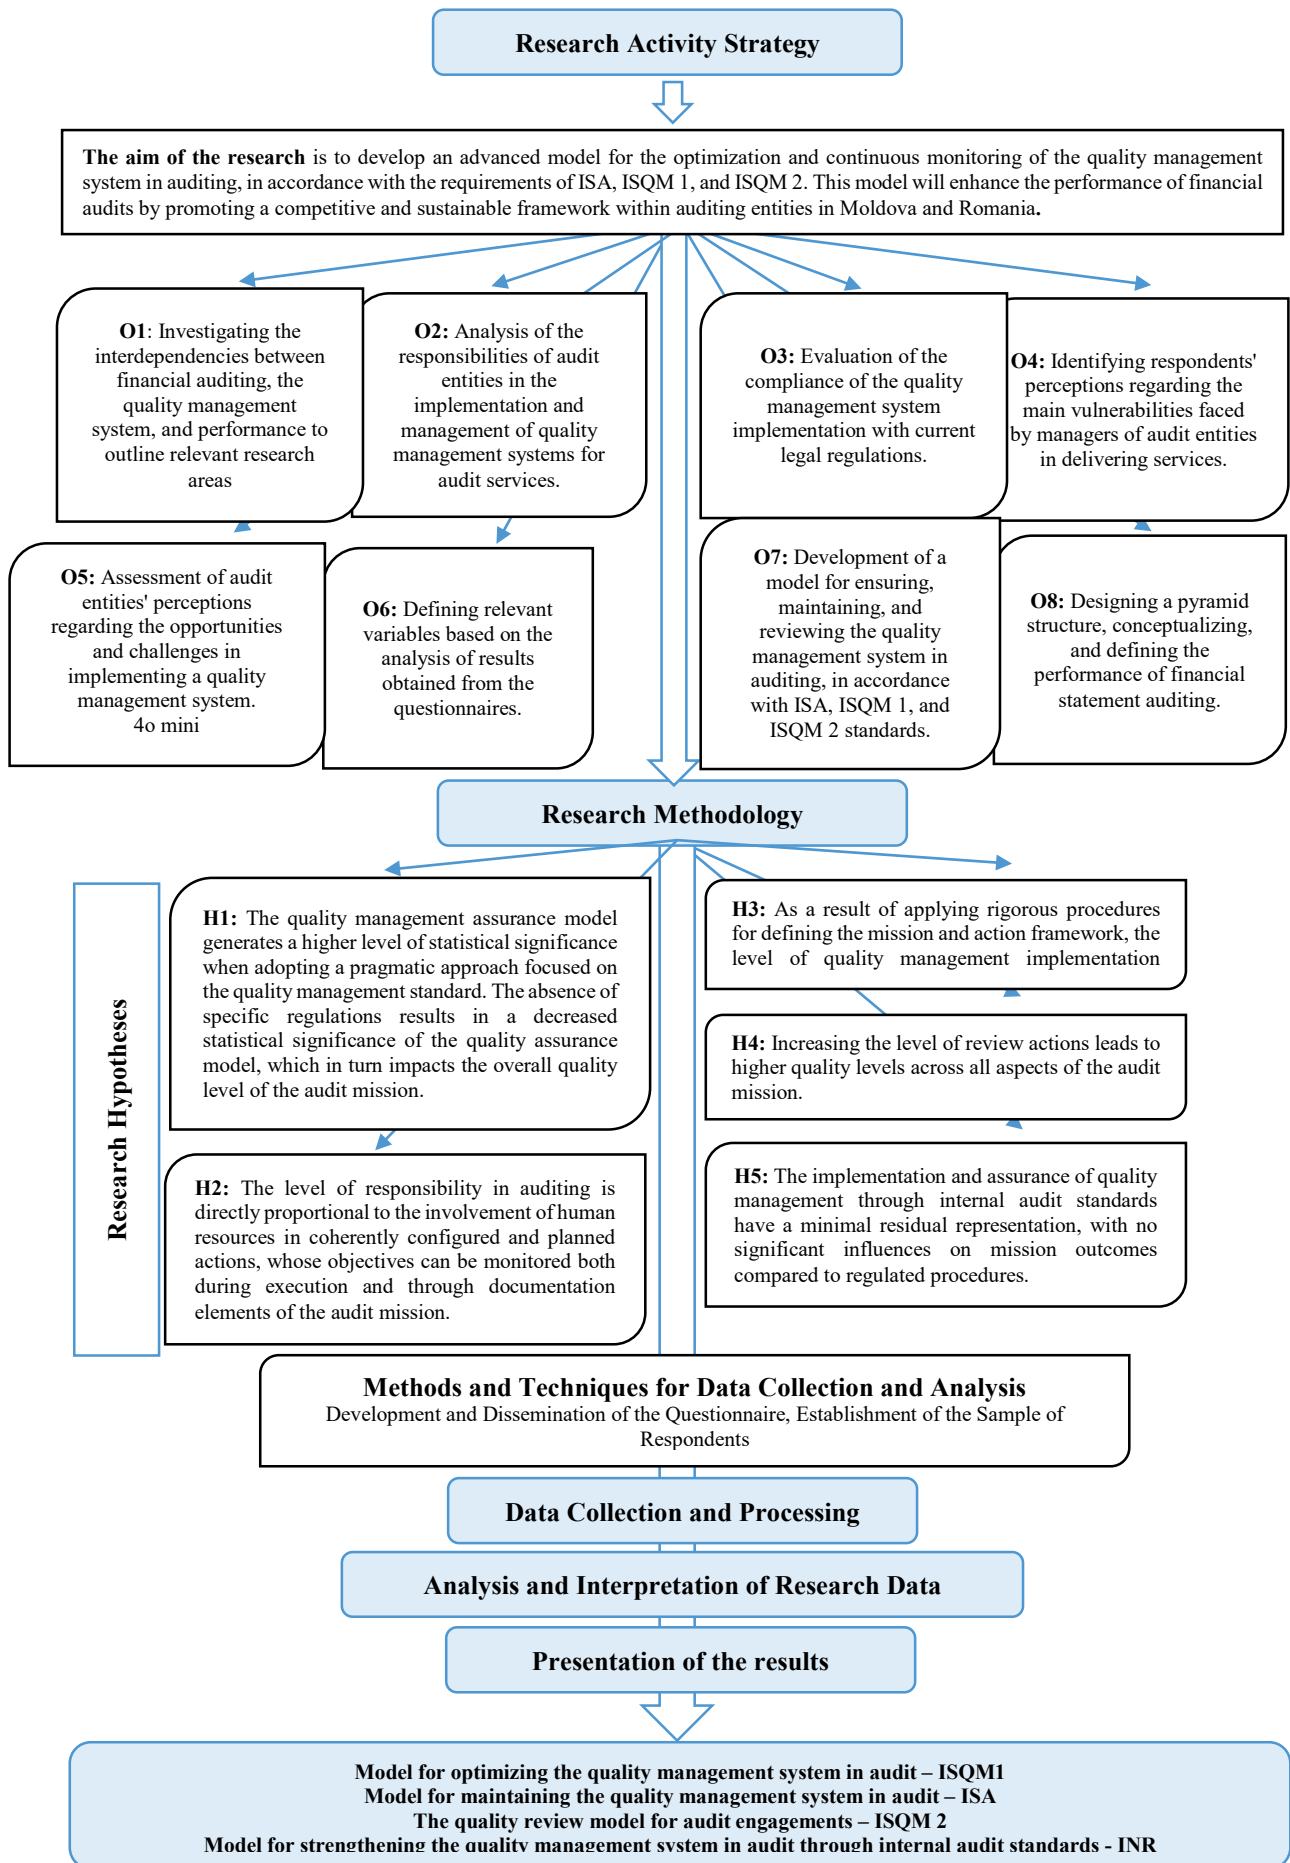 Research Activity Strategy
The aim of the research is to develop an advanced model for the optimization and continuous monitoring of the quality management
system in auditing, in accordance with the requirements of ISA, ISQM 1, and ISQM 2. This model will enhance the performance of financial
audits by promoting a competitive and sustainable framework within auditing entities in Moldova and Romania.
O1: Investigating the
interdependencies between
financial auditing, the
quality management
system, and performance to
outline relevant research
areas
O2: Analysis of the
responsibilities of audit
entities in the
implementation and
management of quality
management systems for
audit services.
O3: Evaluation of the
compliance of the quality
management system
implementation with current
legal regulations.
O4: Identifying respondents'
perceptions regarding the
main vulnerabilities faced
by managers of audit entities
in delivering services.
O5: Assessment of audit
entities' perceptions
regarding the opportunities
and challenges in
implementing a quality
management system.
4o mini
O6: Defining relevant
variables based on the
analysis of results
obtained from the
questionnaires.
O7: Development of a
model for ensuring,
maintaining, and
reviewing the quality
management system in
auditing, in accordance
with ISA, ISQM 1, and
ISQM 2 standards.
O8: Designing a pyramid
structure, conceptualizing,
and defining the
performance of financial
statement auditing.
Research Methodology
Research Hypotheses
H1: The quality management assurance model
generates a higher level of statistical significance
when adopting a pragmatic approach focused on
the quality management standard. The absence of
specific regulations results in a decreased
statistical significance of the quality assurance
model, which in turn impacts the overall quality
level of the audit mission.
H2: The level of responsibility in auditing is
directly proportional to the involvement of human
resources in coherently configured and planned
actions, whose objectives can be monitored both
during execution and through documentation
elements of the audit mission.
H3: As a result of applying rigorous procedures
for defining the mission and action framework, the
level of quality management implementation
H4: Increasing the level of review actions leads to
higher quality levels across all aspects of the audit
mission.
H5: The implementation and assurance of quality
management through internal audit standards
have a minimal residual representation, with no
significant influences on mission outcomes
compared to regulated procedures.
Methods and Techniques for Data Collection and Analysis
Development and Dissemination of the Questionnaire, Establishment of the Sample of
Respondents
Data Collection and Processing
Analysis and Interpretation of Research Data
Presentation of the results
Model for optimizing the quality management system in audit – ISQM1
Model for maintaining the quality management system in audit – ISA
The quality review model for audit engagements – ISQM 2
Model for strengthening the quality management system in audit through internal audit standards - INR